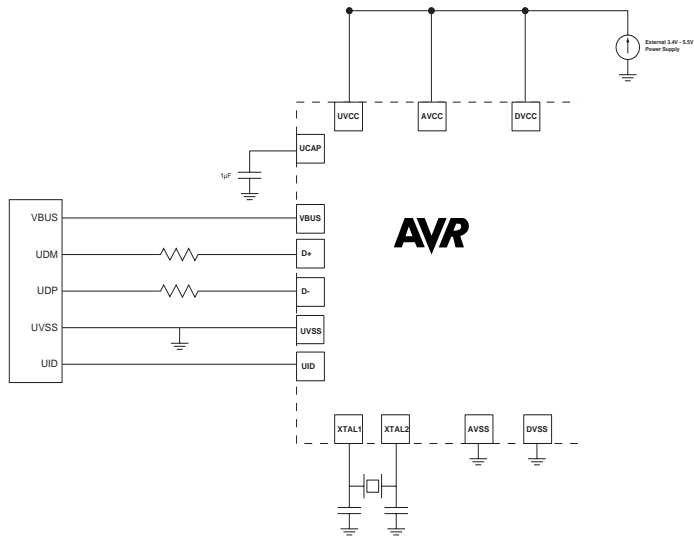 External 3.4V - 5.5V
Power Supply
UVCC
AVCC
DVCC
UCAP
1µF
VBUS
VBUS
AVR
UDM
D+
UDP
D-
UVSS
UVSS
UID
UID
XTAL1
XTAL2
AVSS
DVSS